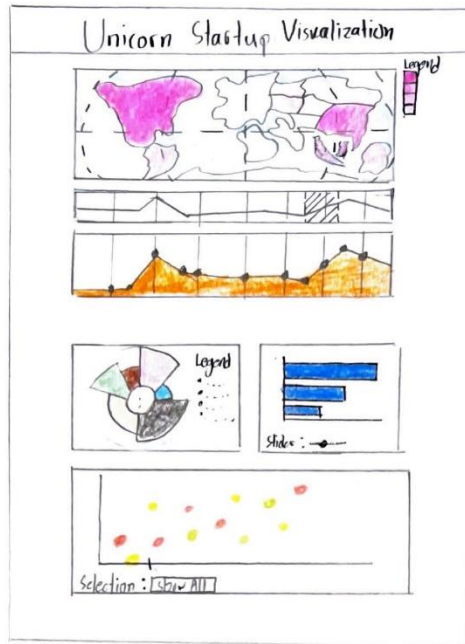 Unicorn Startup Visualization
Legend
Legend
Slider :
Selection : Show All